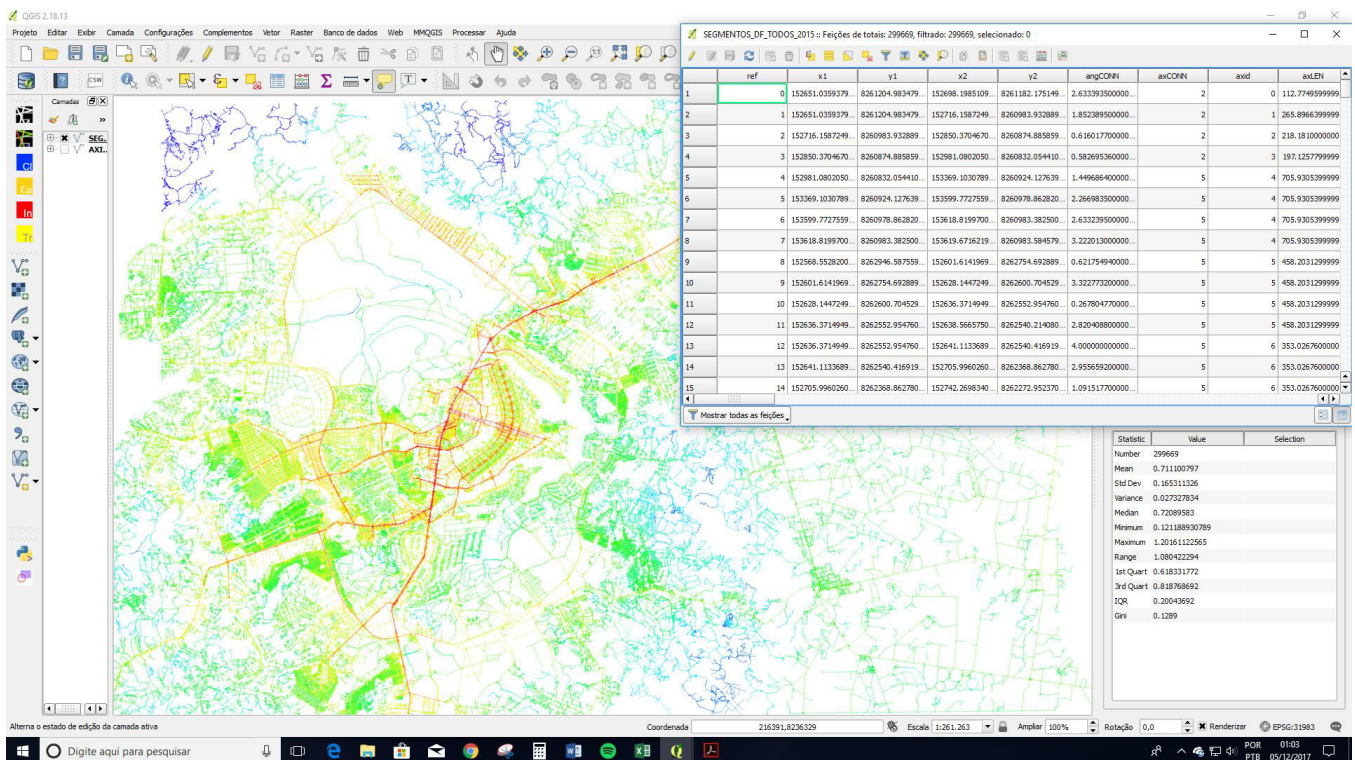 QGIS 2.18.13
Projeto Editar Exibir Camada Configurações Complementos Vetor Raster Banco de dados Web MMQGIS Processar Ajuda
SEGMENTOS_DF_TODOS_2015 :: Feições de totais: 299669, filtrado: 299669, selecionado: 0
CSW
Camadas
SEG...
AXI...
CI
Ca
In
Tr
ref x1 y1 x2 y2 angCONN axCONN axid axLEN
1 0 152651.0359379... 8261204.983479... 152698.1985109... 8261182.175149... 2.633393500000... 2 0 112.7749599999
2 1 152651.0359379... 8261204.983479... 152716.1587249... 8260983.932889... 1.852389500000... 2 1 265.8966399999
3 2 152716.1587249... 8260983.932889... 152850.3704670... 8260874.885859... 0.616017700000... 2 2 218.1810000000
4 3 152850.3704670... 8260874.885859... 152981.0802050... 8260832.054410... 0.582695360000... 2 3 197.1257799999
5 4 152981.0802050... 8260832.054410... 153369.1030789... 8260924.127639... 1.449686400000... 5 4 705.9305399999
6 5 153369.1030789... 8260924.127639... 153599.7727559... 8260978.862820... 2.266983500000... 5 4 705.9305399999
7 6 153599.7727559... 8260978.862820... 153618.8199700... 8260983.382500... 2.633239500000... 5 4 705.9305399999
8 7 153618.8199700... 8260983.382500... 153619.6716219... 8260983.584579... 3.222013000000... 5 4 705.9305399999
9 8 152568.5528200... 8262946.587559... 152601.6141969... 8262754.692889... 0.621754940000... 5 5 458.2031299999
10 9 152601.6141969... 8262754.692889... 152628.1447249... 8262600.704529... 3.322773200000... 5 5 458.2031299999
11 10 152628.1447249... 8262600.704529... 152636.3714949... 8262552.954760... 0.267804770000... 5 5 458.2031299999
12 11 152636.3714949... 8262552.954760... 152638.5665750... 8262540.214080... 2.820408800000... 5 5 458.2031299999
13 12 152636.3714949... 8262552.954760... 152641.1133689... 8262540.416919... 4.000000000000... 5 6 353.0267600000
14 13 152641.1133689... 8262540.416919... 152705.9960260... 8262368.862780... 2.955659200000... 5 6 353.0267600000
15 14 152705.9960260... 8262368.862780... 152742.2698340... 8262272.952370... 1.091517700000... 5 6 353.0267600000
Mostrar todas as feições
Statistic Value Selection
Number 299669
Mean 0.711100797
Std Dev 0.165311326
Variance 0.027327834
Median 0.72089583
Minimum 0.121188930789
Maximum 1.20161122565
Range 1.080422294
1st Quart 0.618331772
3rd Quart 0.818768692
IQR 0.20043692
Gini 0.1289
Alterna o estado de edição da camada ativa Coordenada 216391,8236329 Escala 1:261.263 Ampliar 100% Rotação 0,0 Renderizar EPSG:31983
Digite aqui para pesquisar
POR 01:03
PTB 05/12/2017